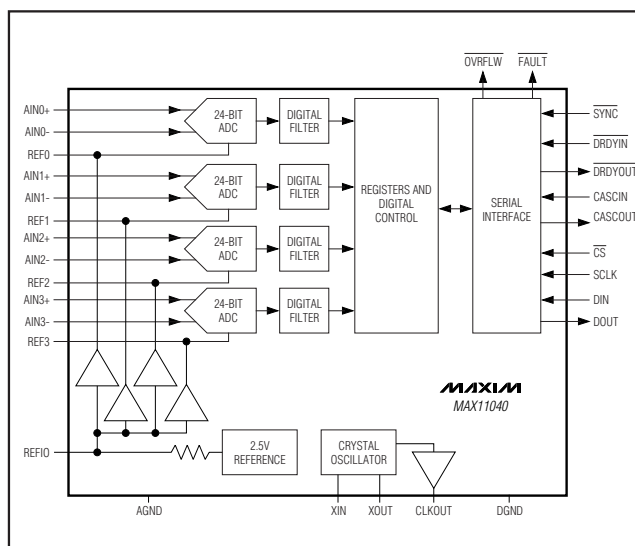 OVRFLW FAULT
AIN0+
AIN0-
REF0
AIN1+
AIN1-
REF1
AIN2+
AIN2-
REF2
AIN3+
AIN3-
REF3
REFIO
24-BIT
ADC
DIGITAL
FILTER
24-BIT
ADC
DIGITAL
FILTER
24-BIT
ADC
DIGITAL
FILTER
24-BIT
ADC
DIGITAL
FILTER
REGISTERS AND
DIGITAL
CONTROL
SERIAL
INTERFACE
SYNC
DRDYIN
DRDYOUT
CASCIN
CASCOUT
CS
SCLK
DIN
DOUT
MAXIM
MAX11040
2.5V
REFERENCE
CRYSTAL
OSCILLATOR
AGND XIN XOUT CLKOUT DGND